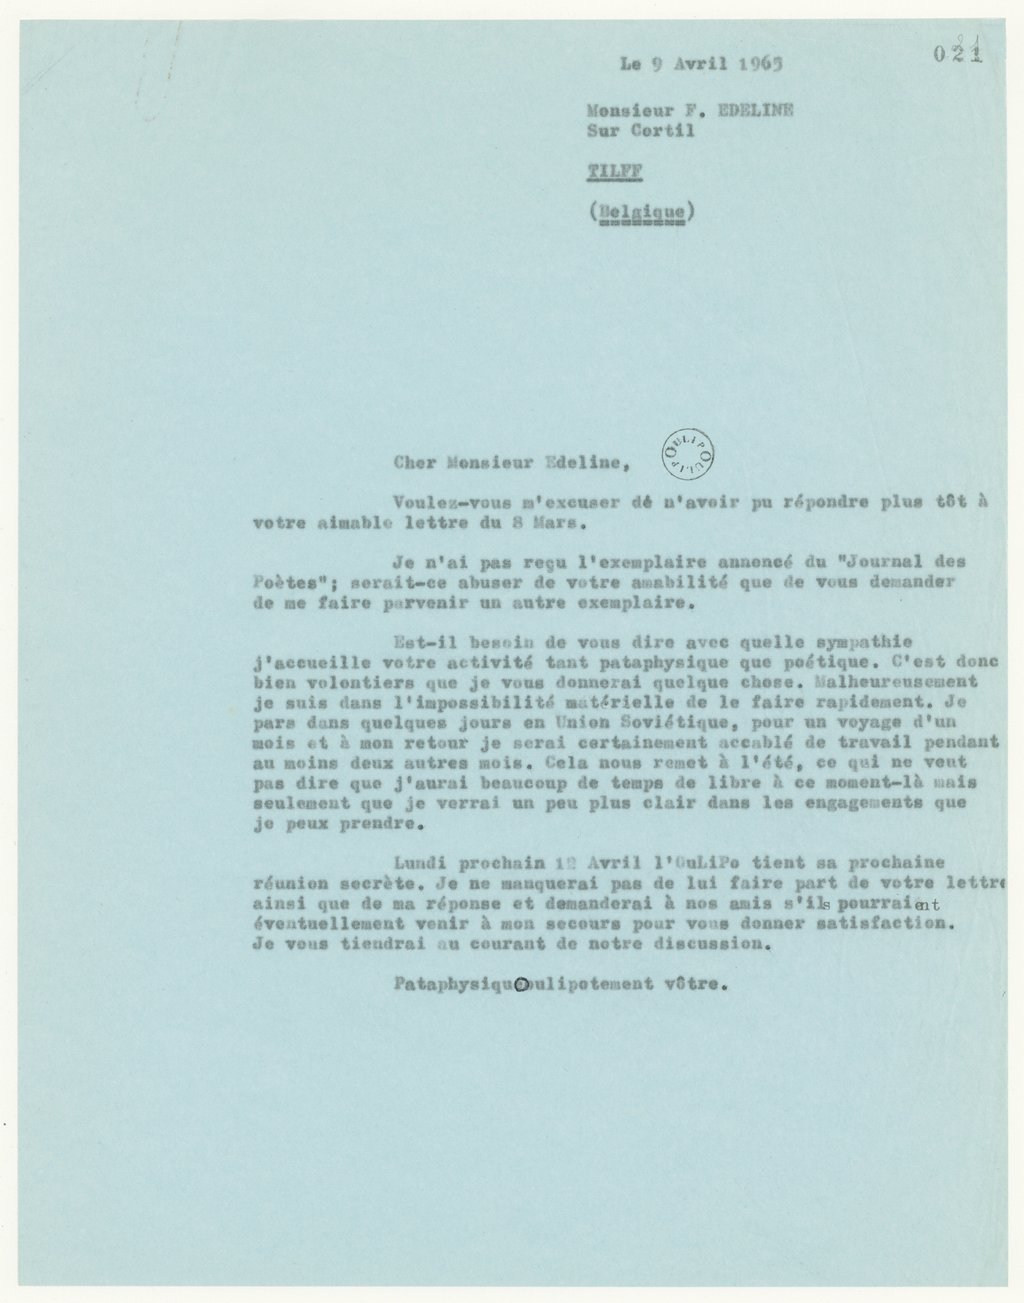 021
Le 9 Avril 1965
Monsieur F. EDELINE
Sur Cortil
TILFF
(Belgique)
OULIPOULIPO
Cher Monsieur Edeline,
Voulez-vous m'excuser de n'avoir pu répondre plus tôt à
votre aimable lettre du 8 Mars.
Je n'ai pas reçu l'exemplaire annoncé du "Journal des
Poètes"; serait-ce abuser de votre amabilité que de vous demander
de me faire parvenir un autre exemplaire.
Est-il besoin de vous dire avec quelle sympathie
j'accueille votre activité tant pataphysique que poétique. C'est donc
bien volontiers que je vous donnerai quelque chose. Malheureusement
je suis dans l'impossibilité matérielle de le faire rapidement. Je
pars dans quelques jours en Union Soviétique, pour un voyage d'un
mois et à mon retour je serai certainement accablé de travail pendant
au moins deux autres mois. Cela nous remet à l'été, ce qui ne veut
pas dire que j'aurai beaucoup de temps de libre à ce moment-là mais
seulement que je verrai un peu plus clair dans les engagements que
je peux prendre.
Lundi prochain 12 Avril l'OuLiPo tient sa prochaine
réunion secrète. Je ne manquerai pas de lui faire part de votre lettre
ainsi que de ma réponse et demanderai à nos amis s'ils pourraient
éventuellement venir à mon secours pour vous donner satisfaction.
Je vous tiendrai au courant de notre discussion.
Pataphysiquoulipotement vôtre.